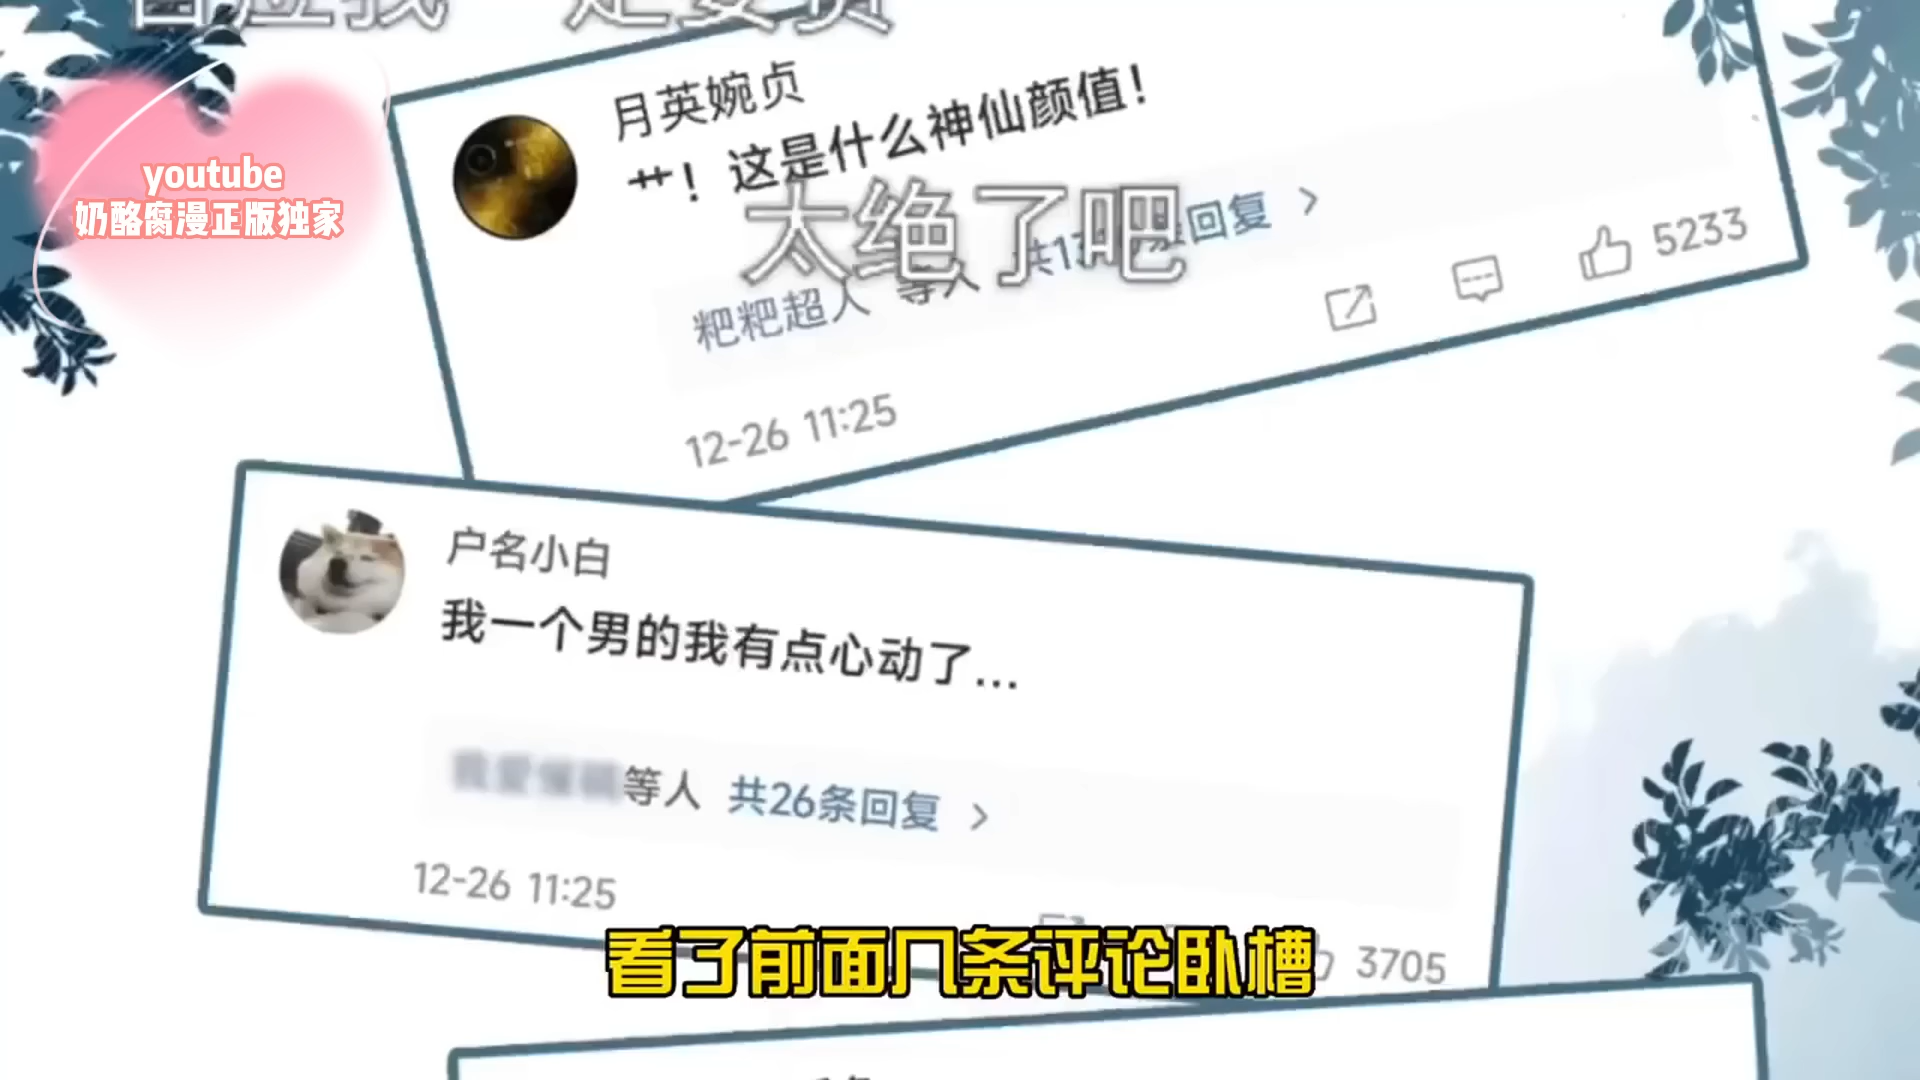 youtube
奶酪腐漫正版独家
月英婉贞
艹！这是什么神仙颜值！
太绝了吧
粑粑超人 等人
回复 >
5233
12-26 11:25
户名小白
我一个男的我有点心动了...
等人 共26条回复 >
12-26 11:25
3705
看了前面几条评论卧槽